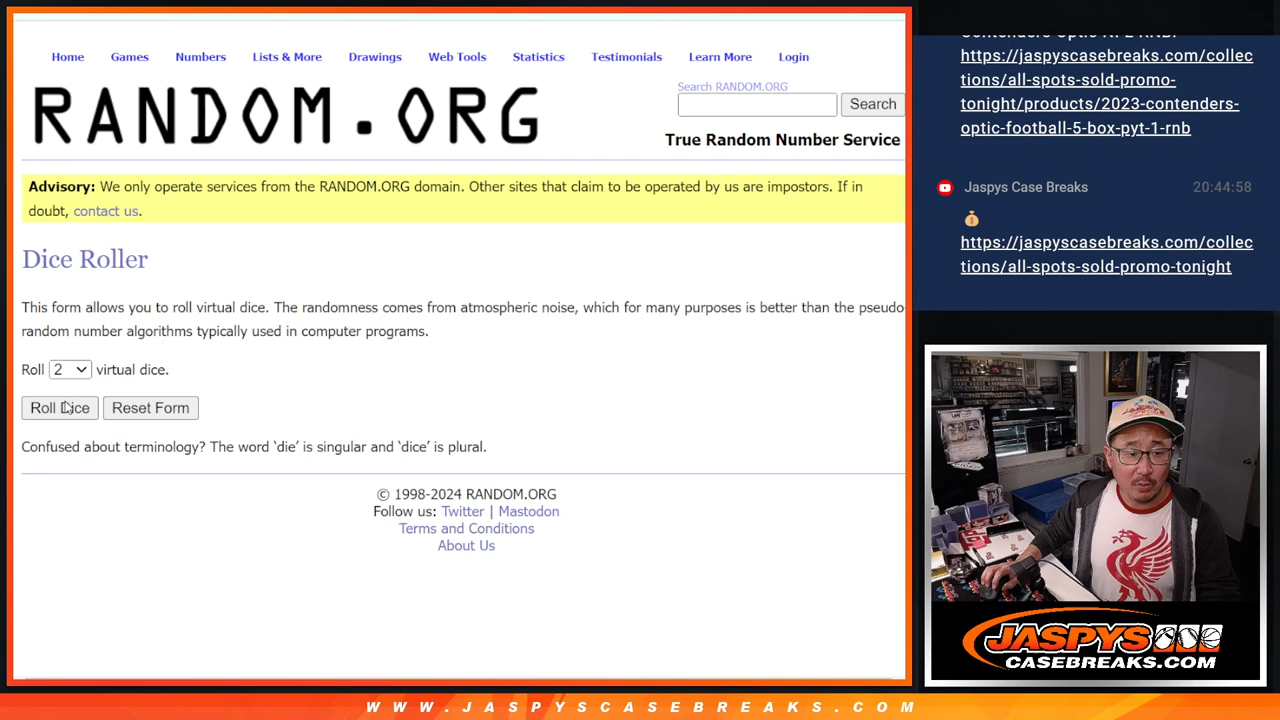 Home Games Numbers Lists & More Drawings Web Tools Statistics Testimonials Learn More Login
RANDOM.ORG
Search RANDOM.ORG
Search
True Random Number Service
Advisory: We only operate services from the RANDOM.ORG domain. Other sites that claim to be operated by us are impostors. If in
doubt, contact us.
Dice Roller
This form allows you to roll virtual dice. The randomness comes from atmospheric noise, which for many purposes is better than the pseudo
random number algorithms typically used in computer programs.
Roll 2 virtual dice.
Roll Dice Reset Form
Confused about terminology? The word ‘die’ is singular and ‘dice’ is plural.
© 1998-2024 RANDOM.ORG
Follow us: Twitter | Mastodon
Terms and Conditions
About Us
https://jaspyscasebreaks.com/collec
tions/all-spots-sold-promo-
tonight/products/2023-contenders-
optic-football-5-box-pyt-1-rnb
Jaspys Case Breaks 20:44:58
https://jaspyscasebreaks.com/collec
tions/all-spots-sold-promo-tonight
JASPYS
CASEBREAKS.COM
WWW.JASPYSCASEBREAKS.COM